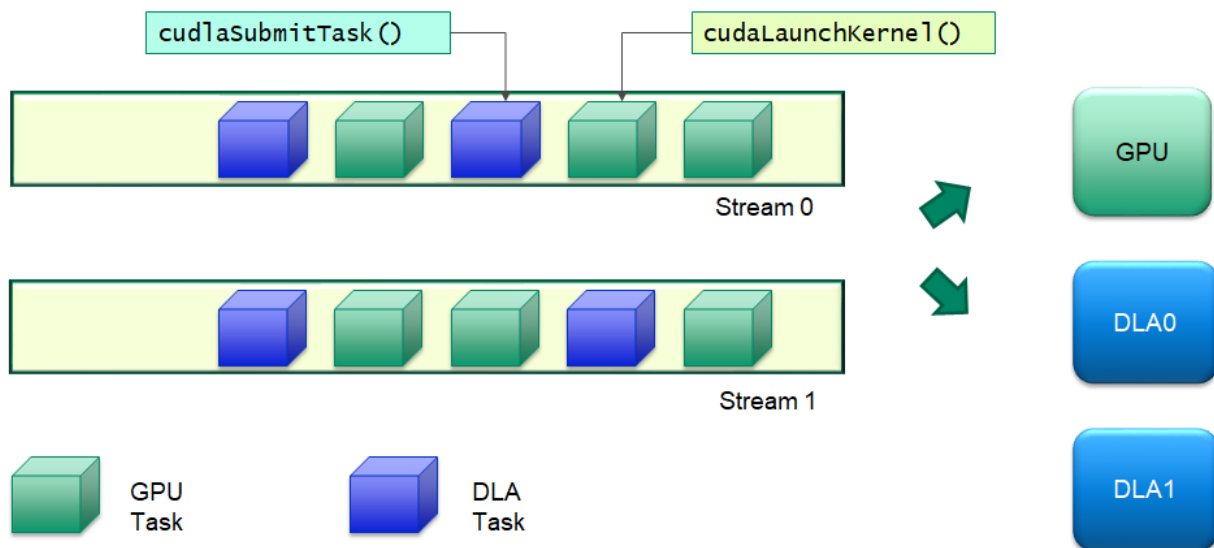 cudlaSubmitTask()
cudaLaunchKernel()
GPU
Stream 0
DLA0
Stream 1
DLA1
GPU
Task
DLA
Task